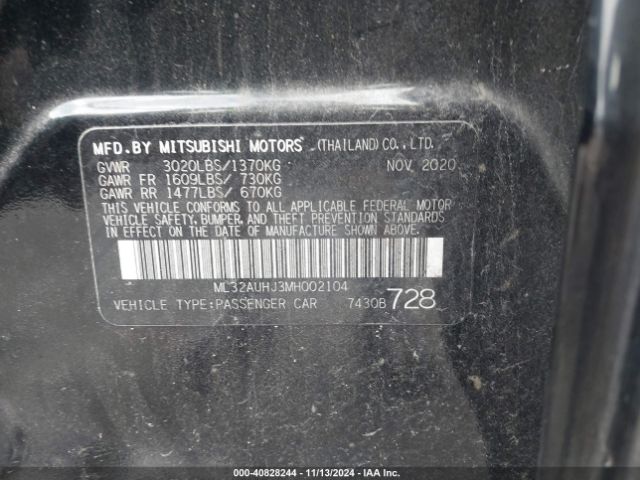 MFD.BY MITSUBISHI MOTORS (THAILAND)CO.,LTD.
GVWR 3020LBS/1370KG NOV 2020
GAWR FR 1609LBS/ 730KG
GAWR RR 1477LBS/ 670KG
THIS VEHICLE CONFORMS TO ALL APPLICABLE FEDERAL MOTOR
VEHICLE SAFETY, BUMPER, AND THEFT PREVENTION STANDARDS
IN EFFECT ON THE DATE OF MANUFACTURE SHOWN ABOVE.
ML32AUHJ3MH002104
VEHICLE TYPE:PASSENGER CAR 7430B 728
000-40828244 - 11/13/2024 - IAA Inc.